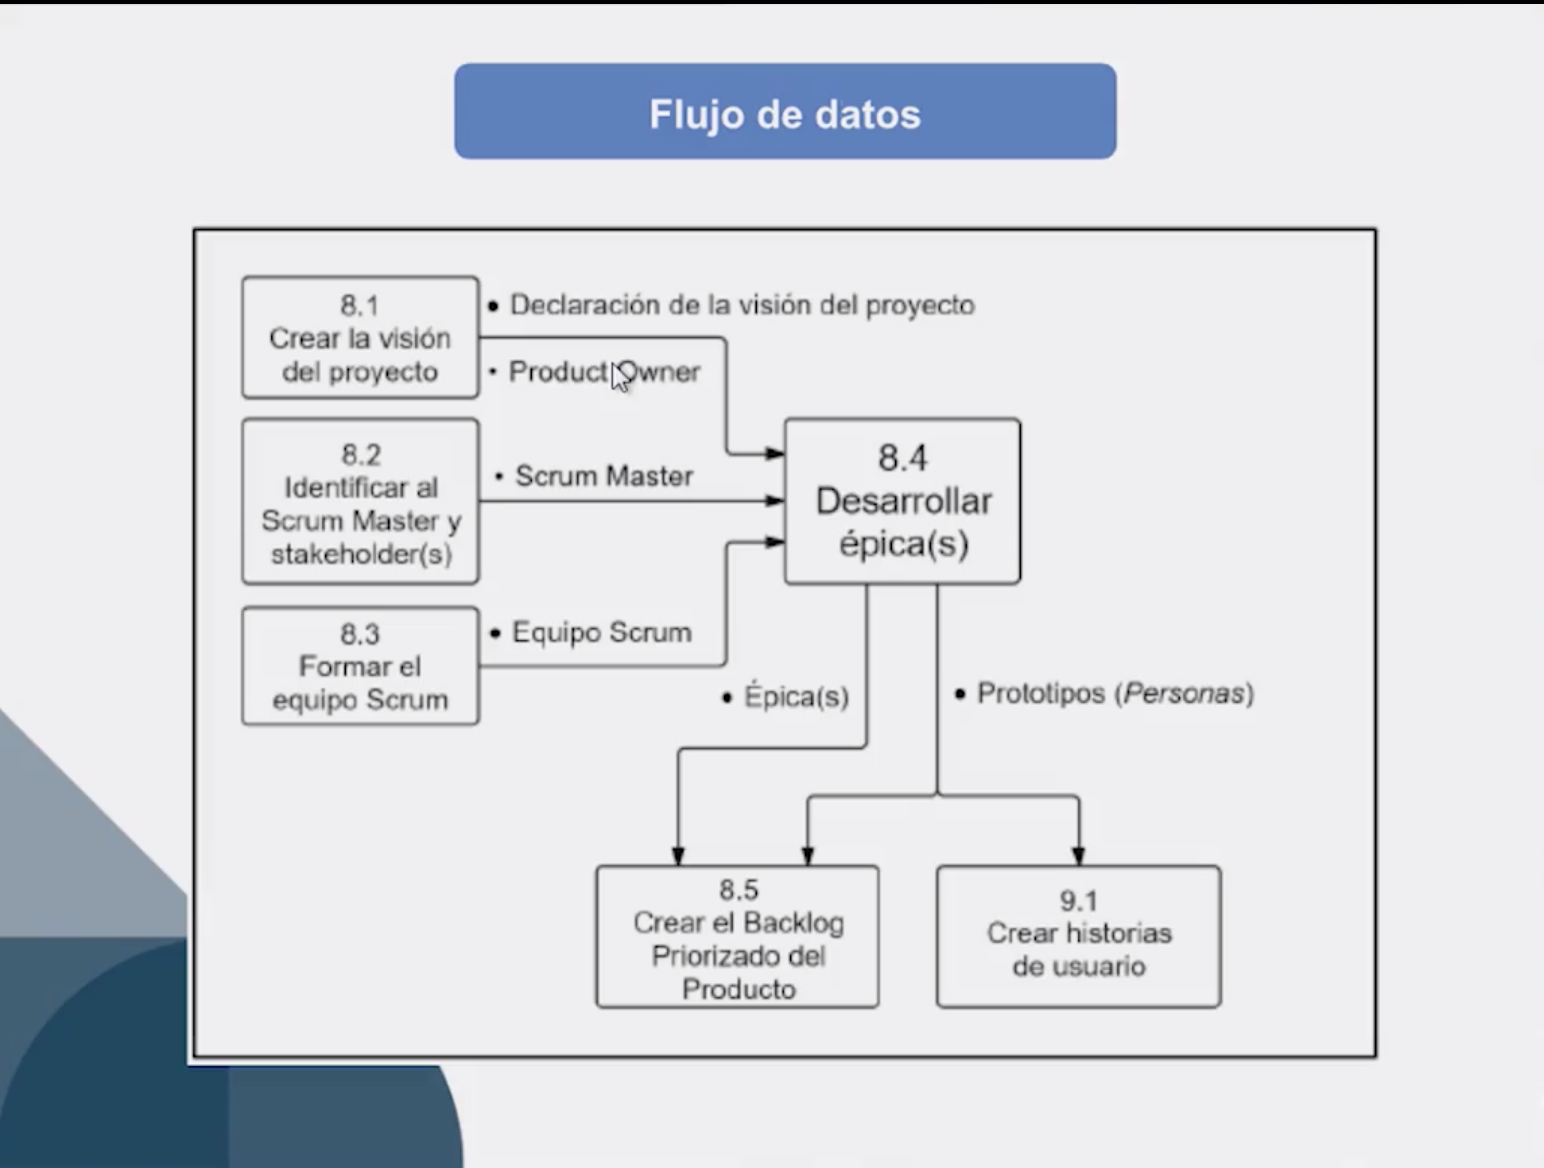 Flujo de datos
8.1
Crear la visión
del proyecto
• Declaración de la visión del proyecto
• Product Owner
8.2
Identificar al
Scrum Master y
stakeholder(s)
• Scrum Master
8.3
Formar el
equipo Scrum
• Equipo Scrum
8.4
Desarrollar
épica(s)
• Épica(s)
• Prototipos (Personas)
8.5
Crear el Backlog
Priorizado del
Producto
9.1
Crear historias
de usuario